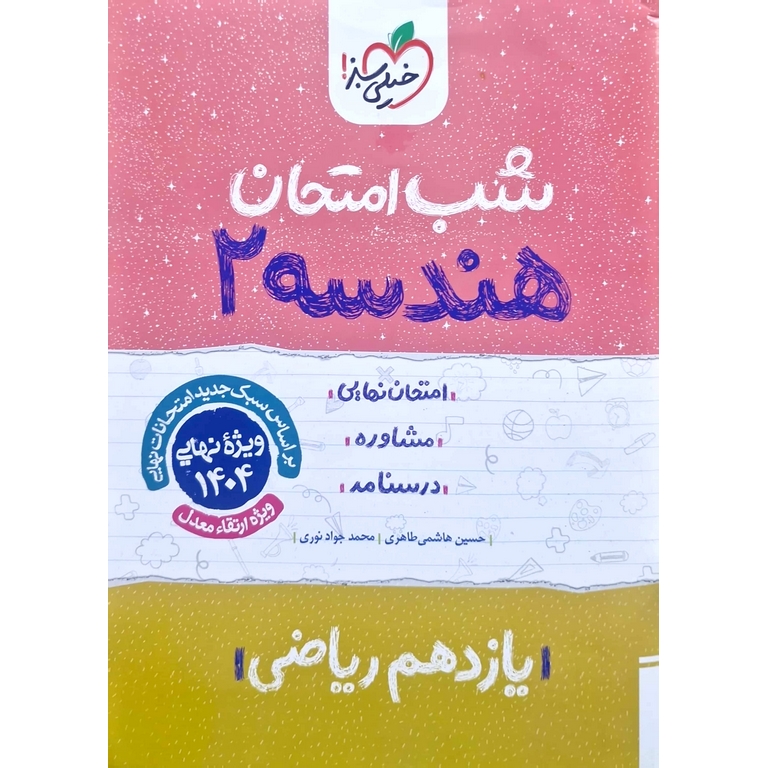 خیلی سبز!
شب امتحان
هندسه ۲
امتحان نهایی
مشاوره
درسنامه
بر اساس سبک جدید امتحانات نهایی
ویژهٔ نهایی
۱۴۰۴
ویژه ارتقاء معدل
حسین هاشمی طاهری | محمد جواد نوری
یازدهم ریاضی